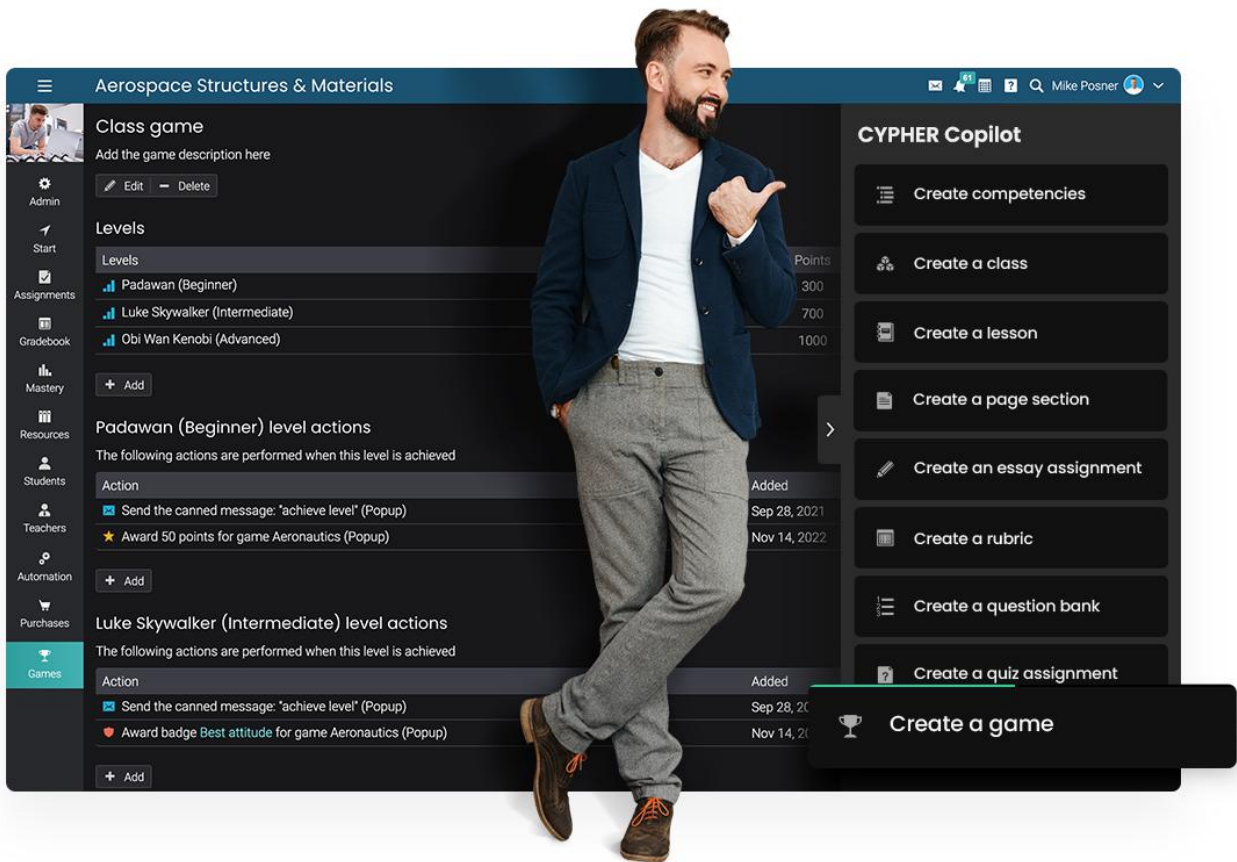 Aerospace Structures & Materials
61
?
Mike Posner
Admin
Start
Assignments
Gradebook
Mastery
Resources
Students
Teachers
Automation
Purchases
Games
Class game
Add the game description here
Edit
Delete
Levels
Levels Points
Padawan (Beginner) 300
Luke Skywalker (Intermediate) 700
Obi Wan Kenobi (Advanced) 1000
+ Add
Padawan (Beginner) level actions
The following actions are performed when this level is achieved
Action Added
Send the canned message: "achieve level" (Popup) Sep 28, 2021
Award 50 points for game Aeronautics (Popup) Nov 14, 2022
+ Add
Luke Skywalker (Intermediate) level actions
The following actions are performed when this level is achieved
Action Added
Send the canned message: "achieve level" (Popup) Sep 28, 20
Award badge Best attitude for game Aeronautics (Popup) Nov 14, 20
+ Add
CYPHER Copilot
Create competencies
Create a class
Create a lesson
Create a page section
Create an essay assignment
Create a rubric
Create a question bank
Create a quiz assignment
Create a game